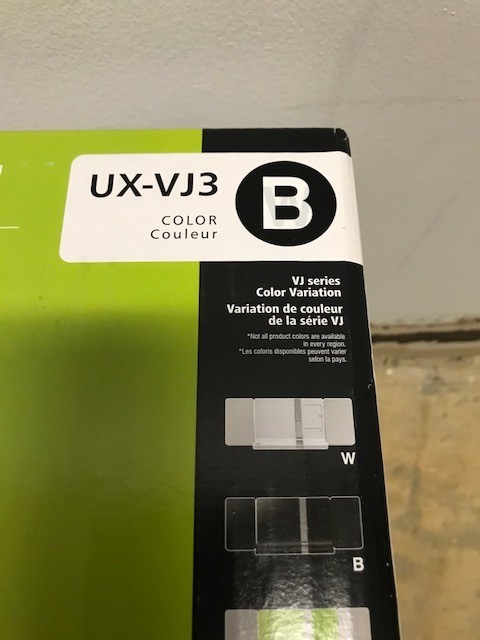 UX-VJ3
COLOR
Couleur
B
VJ series
Color Variation
Variation de couleur
de la série VJ
*Not all product colors are available
in every region.
*Les coloris disponibles peuvent varier
selon la pays.
W
B